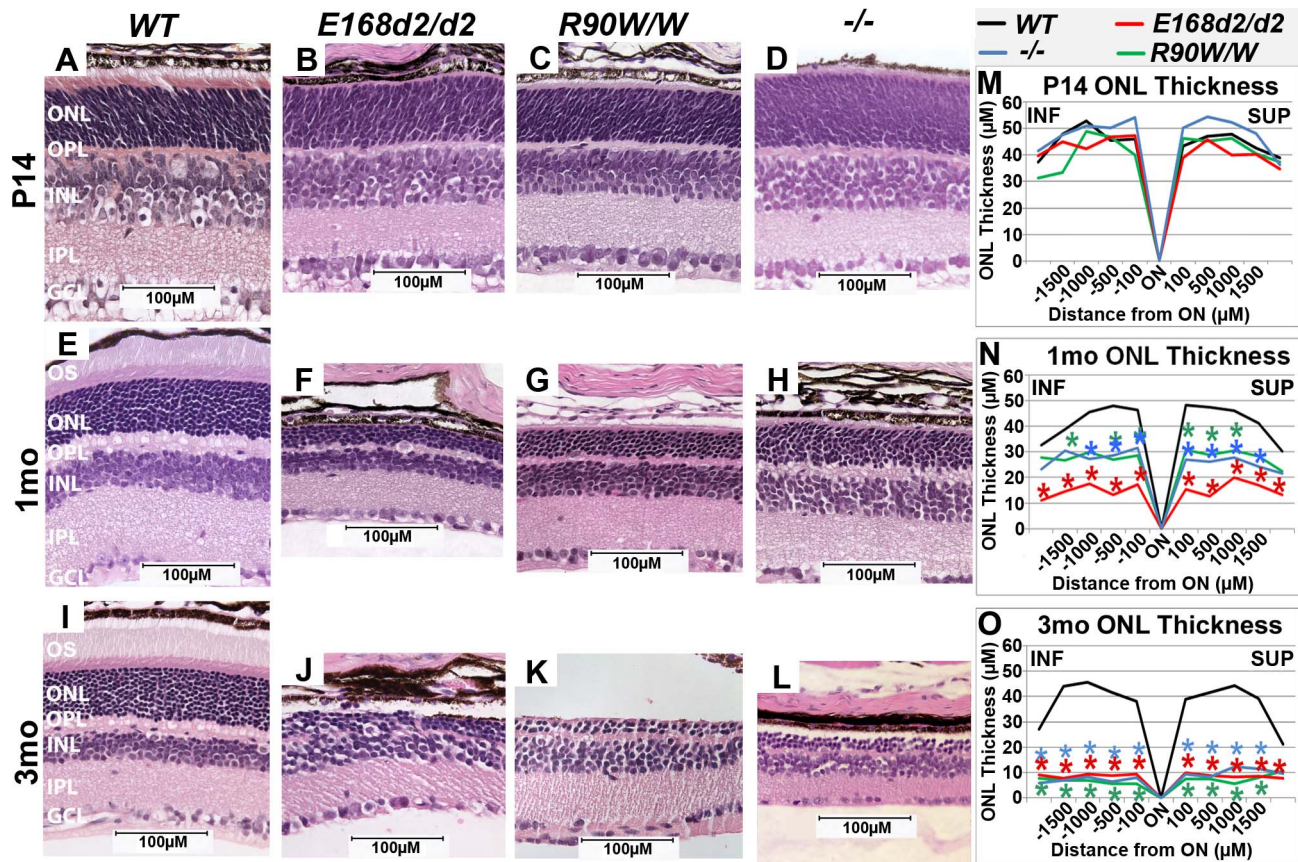 WT E168d2/d2 R90W/W -/-
WT E168d2/d2
-/- R90W/W
P14
A
ONL
OPL
INL
IPL
GCL
100µM
B
100µM
C
100µM
D
100µM
M
P14 ONL Thickness
INF SUP
ONL Thickness (µM)
60
50
40
30
20
10
0
-1500 -1000 -500 -100 ON 100 500 1000 1500
Distance from ON (µM)
1mo
E
OS
ONL
OPL
INL
IPL
GCL
100µM
F
100µM
G
100µM
H
100µM
N
1mo ONL Thickness
INF SUP
ONL Thickness (µM)
60
50
40
30
20
10
0
* * * * * * *
* * * * * * *
* * * * * * * * * *
-1500 -1000 -500 -100 ON 100 500 1000 1500
Distance from ON (µM)
3mo
I
OS
ONL
OPL
INL
IPL
GCL
100µM
J
100µM
K
100µM
L
100µM
O
3mo ONL Thickness
INF SUP
ONL Thickness (µM)
60
50
40
30
20
10
0
* * * * * * * * *
* * * * * * * * * *
* * * * * * * * *
-1500 -1000 -500 -100 ON 100 500 1000 1500
Distance from ON (µM)